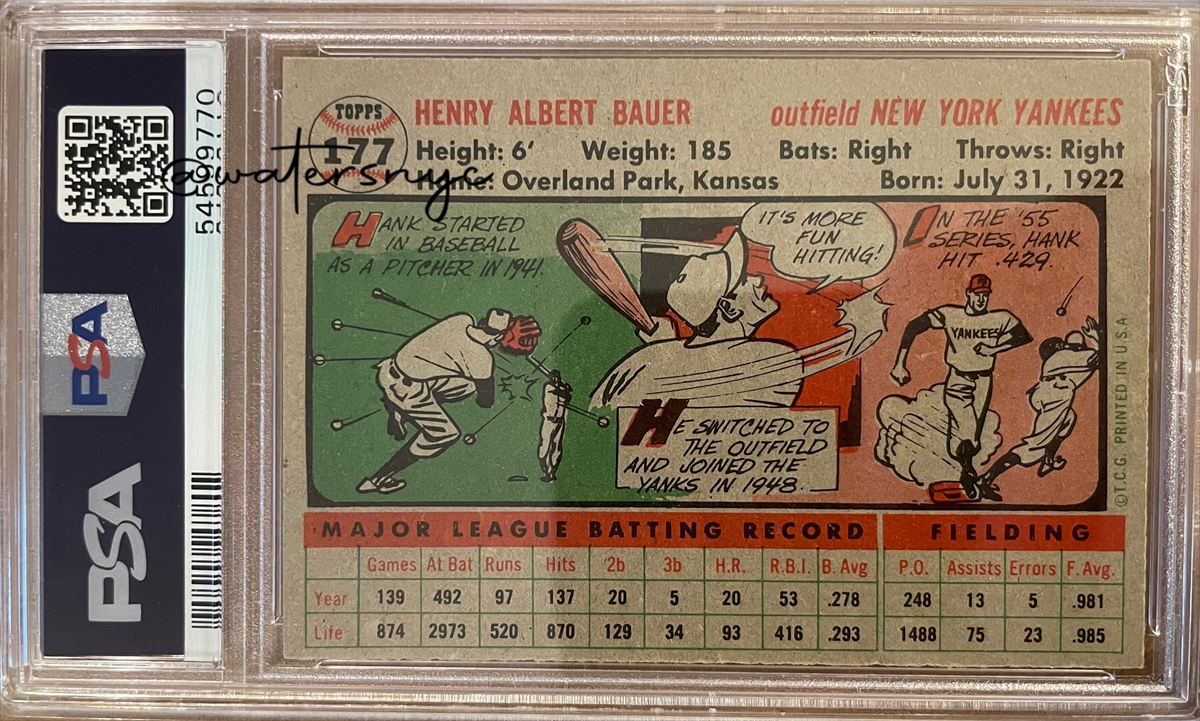 TOPPS
177
HENRY ALBERT BAUER outfield NEW YORK YANKEES
Height: 6' Weight: 185 Bats: Right Throws: Right
Home: Overland Park, Kansas Born: July 31, 1922
@watersnyc
HANK STARTED
IN BASEBALL
AS A PITCHER IN 1941.
IT'S MORE
FUN
HITTING!
HE SWITCHED TO
THE OUTFIELD
AND JOINED THE
YANKS IN 1948.
IN THE '55
SERIES, HANK
HIT .429.
YANKEES
©T.C.G. PRINTED IN U.S.A.
MAJOR LEAGUE BATTING RECORD FIELDING
Games At Bat Runs Hits 2b 3b H.R. R.B.I. B. Avg P.O. Assists Errors F. Avg.
Year 139 492 97 137 20 5 20 53 .278 248 13 5 .981
Life 874 2973 520 870 129 34 93 416 .293 1488 75 23 .985
54599770
PSA
PSA